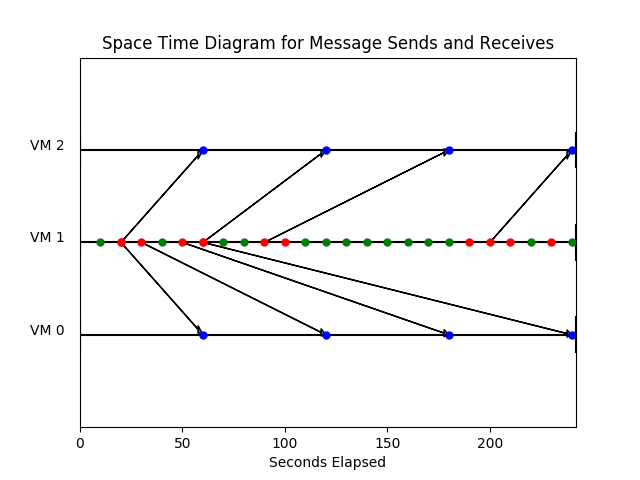 Space Time Diagram for Message Sends and Receives
VM 2
VM 1
VM 0
0 50 100 150 200
Seconds Elapsed